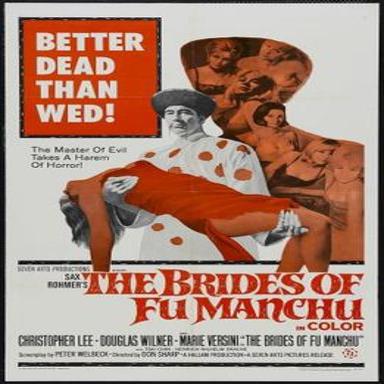 BETTER
DEAD
THAN
WED!
The Master Of Evil
Takes A Harem
Of Horror!
SEVEN ARTS PRODUCTIONS
SAX
ROHMER'S
THE BRIDES OF
FU MANCHU
IN COLOR
CHRISTOPHER LEE - DOUGLAS WILMER - MARIE VERSINI "THE BRIDES OF FU MANCHU"
Screenplay by PETER WELBECK - Directed by DON SHARP - A HALLAM PRODUCTION - A SEVEN ARTS PICTURES RELEASE